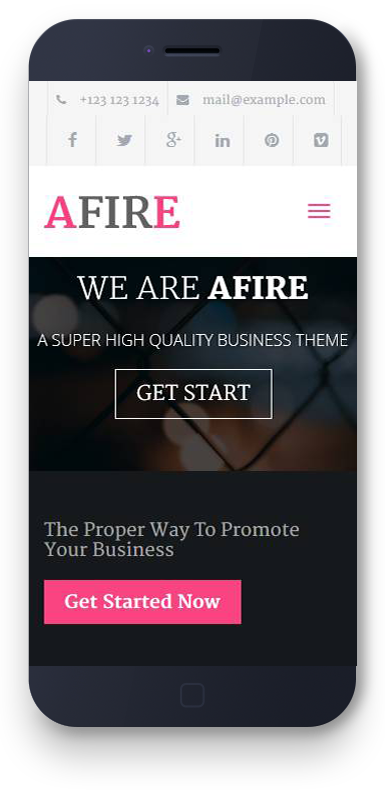 +123 123 1234 mail@example.com
AFIRE
WE ARE AFIRE
A SUPER HIGH QUALITY BUSINESS THEME
GET START
The Proper Way To Promote
Your Business
Get Started Now